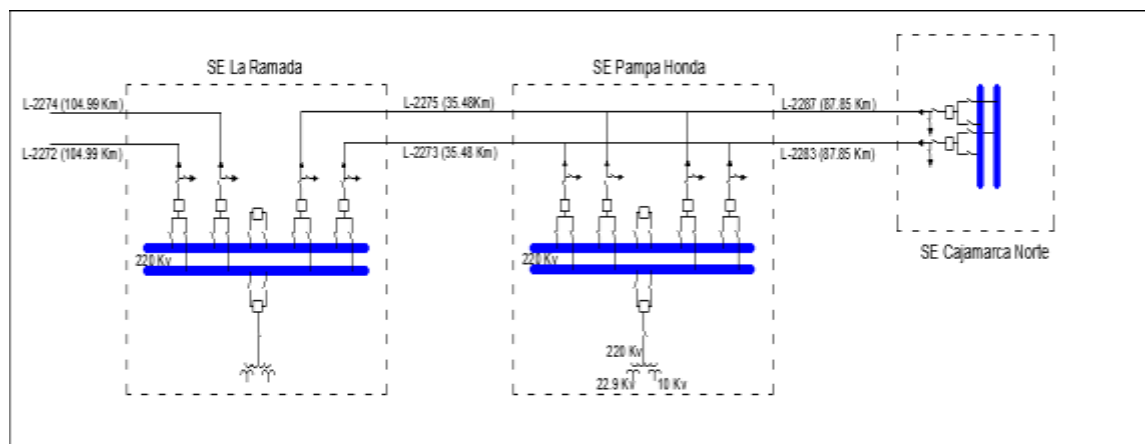 SE La Ramada
SE Pampa Honda
L-2274 (104.99 Km)
L-2275 (35.48Km)
L-2287 (87.85 Km)
L-2272 (104.99 Km)
L-2273 (35.48 Km)
L-2283 (87.85 Km)
SE Cajamarca Norte
220 Kv
220 Kv
220 Kv
22.9 Kv
10 Kv